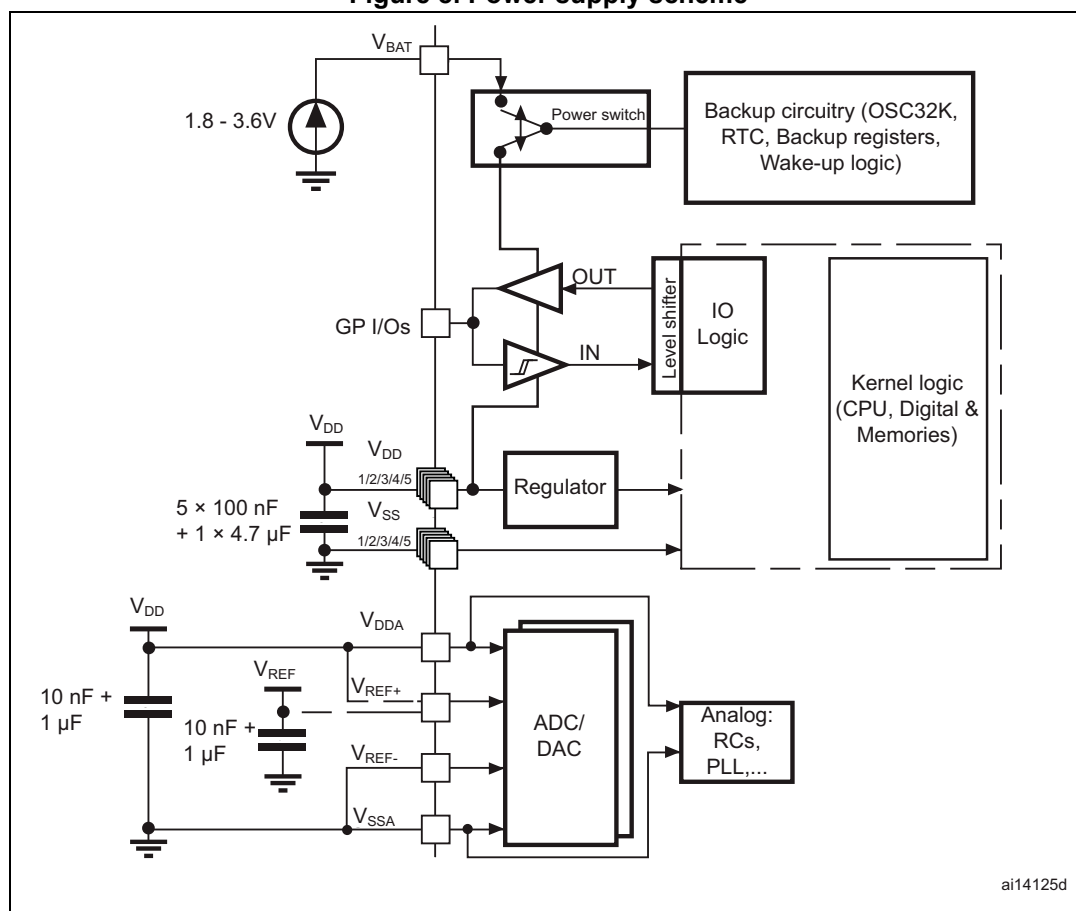 Figure 3. Power supply scheme
VBAT
1.8 - 3.6V
Power switch
Backup circuitry (OSC32K,
RTC, Backup registers,
Wake-up logic)
OUT
GP I/Os
IN
Level shifter
IO
Logic
Kernel logic
(CPU, Digital &
Memories)
VDD
VDD
1/2/3/4/5
Regulator
5 × 100 nF
+ 1 × 4.7 µF
VSS
1/2/3/4/5
VDD
VDDA
VREF
VREF+
10 nF +
1 µF
10 nF +
1 µF
ADC/
DAC
Analog:
RCs,
PLL,...
VREF-
VSSA
ai14125d